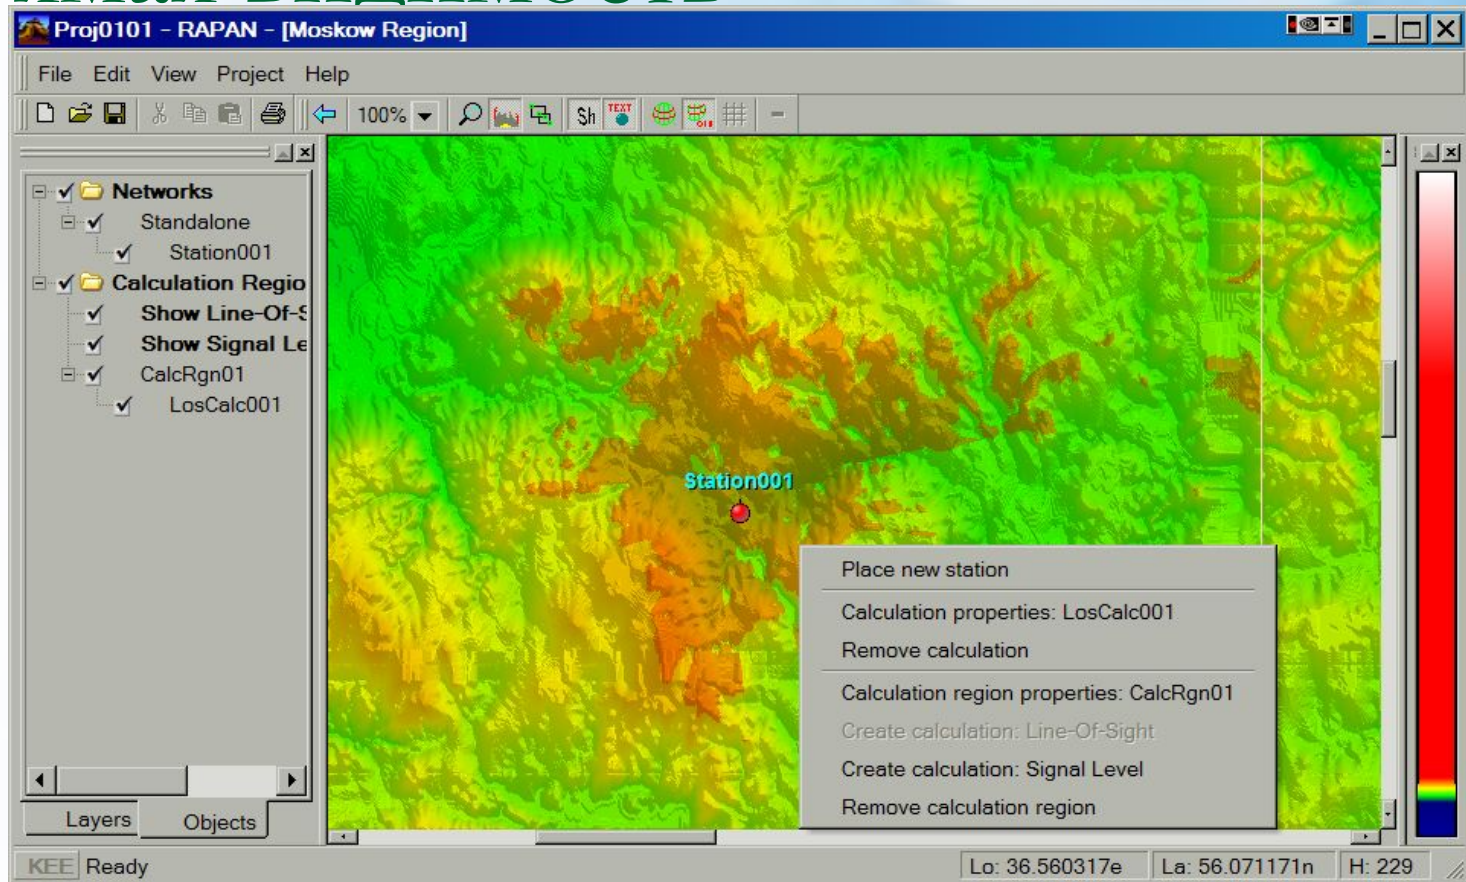 Proj0101 - RAPAN - [Moskow Region]
File Edit View Project Help
100% Sh TEXT GIS
Networks
Standalone
Station001
Calculation Regio
Show Line-Of-S
Show Signal Le
CalcRgn01
LosCalc001
Station001
Place new station
Calculation properties: LosCalc001
Remove calculation
Calculation region properties: CalcRgn01
Create calculation: Line-Of-Sight
Create calculation: Signal Level
Remove calculation region
Layers Objects
KEE Ready Lo: 36.560317e La: 56.071171n H: 229